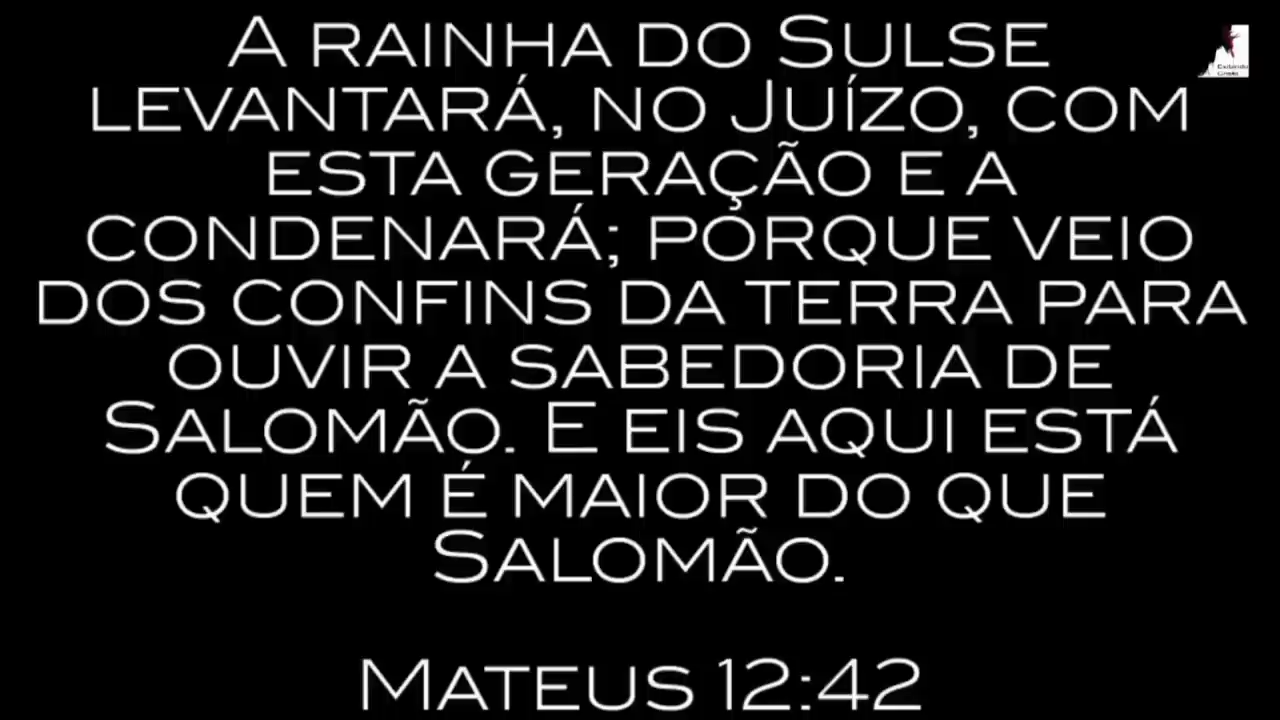 A RAINHA DO SULSE
LEVANTARÁ, NO JUÍZO, COM
ESTA GERAÇÃO E A
CONDENARÁ; PORQUE VEIO
DOS CONFINS DA TERRA PARA
OUVIR A SABEDORIA DE
SALOMÃO. E EIS AQUI ESTÁ
QUEM É MAIOR DO QUE
SALOMÃO.
MATEUS 12:42